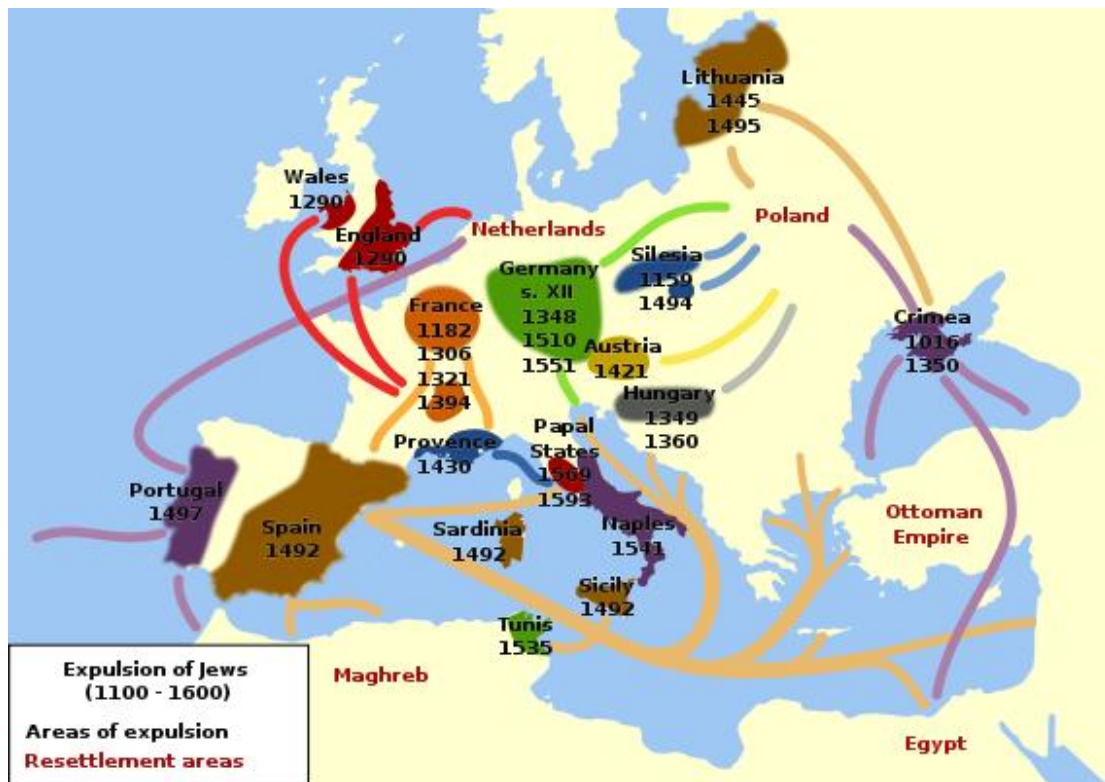 Lithuania
1445
1495
Wales
1290
England
1290
Netherlands
Poland
Germany
s. XII
1348
1510
1551
Silesia
1159
1494
France
1182
1306
1321
1394
Austria
1421
Crimea
1016
1350
Hungary
1349
1360
Provence
1430
Papal
States
1569
1593
Portugal
1497
Spain
1492
Sardinia
1492
Naples
1541
Ottoman
Empire
Sicily
1492
Tunis
1535
Maghreb
Egypt
Expulsion of Jews
(1100 - 1600)
Areas of expulsion
Resettlement areas